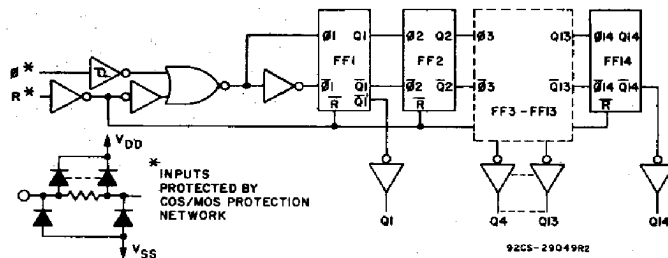 Ø1 Q1 Ø2 Q2 Ø3 Q13 Ø14 Q14
FF1 FF2 FF14
Ø*
R*
Ø̅1 Q̅1 Ø̅2 Q̅2 Ø̅3 Q̅13 Ø̅14 Q̅14
R̅ Q̅1 R̅ FF3-FF13 R̅
VDD
*
INPUTS
PROTECTED BY
COS/MOS PROTECTION
NETWORK
VSS
Q1 Q4 Q13 Q14
92CS-29049R2